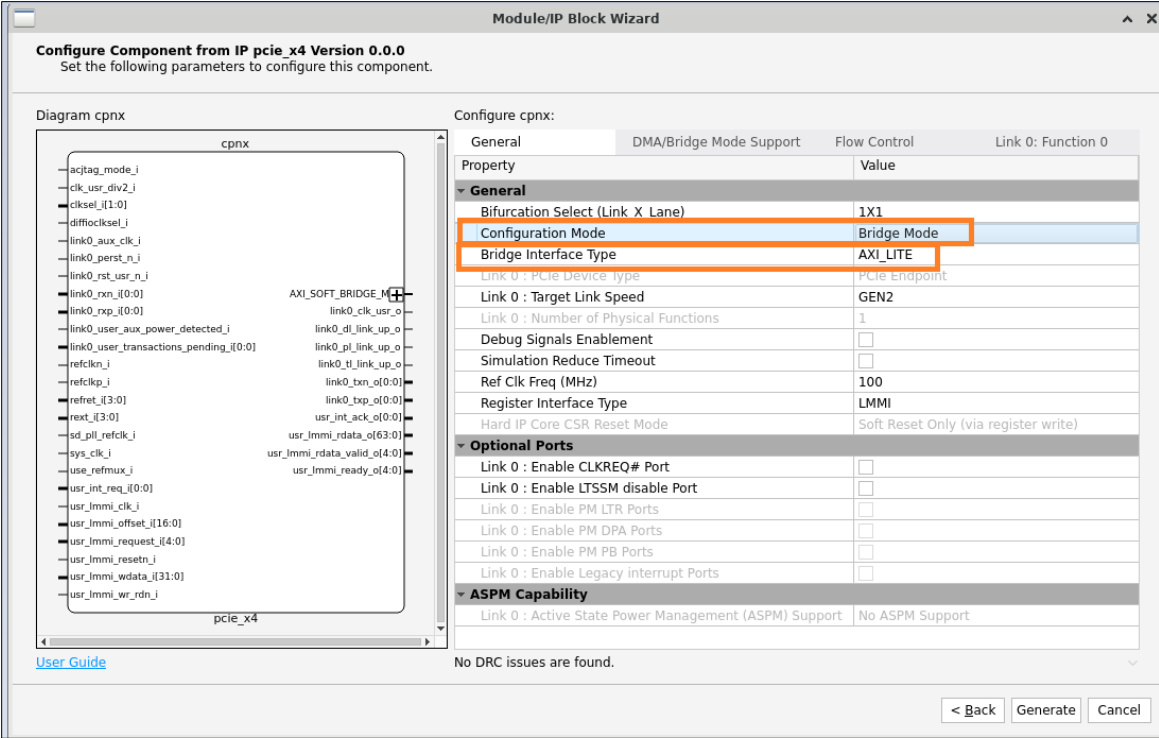 Module/IP Block Wizard
Configure Component from IP pcie_x4 Version 0.0.0
Set the following parameters to configure this component.
Diagram cpnx
cpnx
acjtag_mode_i
clk_usr_div2_i
clksel_i[1:0]
diffioclksel_i
link0_aux_clk_i
link0_perst_n_i
link0_rst_usr_n_i
link0_rxn_i[0:0]
link0_rxp_i[0:0]
link0_user_aux_power_detected_i
link0_user_transactions_pending_i[0:0]
refclkn_i
refclkp_i
refret_i[3:0]
rext_i[3:0]
sd_pll_refclk_i
sys_clk_i
use_refmux_i
usr_int_req_i[0:0]
usr_lmmi_clk_i
usr_lmmi_offset_i[16:0]
usr_lmmi_request_i[4:0]
usr_lmmi_resetn_i
usr_lmmi_wdata_i[31:0]
usr_lmmi_wr_rdn_i
AXI_SOFT_BRIDGE_M
link0_clk_usr_o
link0_dl_link_up_o
link0_pl_link_up_o
link0_tl_link_up_o
link0_txn_o[0:0]
link0_txp_o[0:0]
usr_int_ack_o[0:0]
usr_lmmi_rdata_o[63:0]
usr_lmmi_rdata_valid_o[4:0]
usr_lmmi_ready_o[4:0]
pcie_x4
User Guide
Configure cpnx:
General DMA/Bridge Mode Support Flow Control Link 0: Function 0
Property Value
General
Bifurcation Select (Link_X_Lane) 1X1
Configuration Mode Bridge Mode
Bridge Interface Type AXI_LITE
Link 0 : PCIe Device Type PCIe Endpoint
Link 0 : Target Link Speed GEN2
Link 0 : Number of Physical Functions 1
Debug Signals Enablement
Simulation Reduce Timeout
Ref Clk Freq (MHz) 100
Register Interface Type LMMI
Hard IP Core CSR Reset Mode Soft Reset Only (via register write)
Optional Ports
Link 0 : Enable CLKREQ# Port
Link 0 : Enable LTSSM disable Port
Link 0 : Enable PM LTR Ports
Link 0 : Enable PM DPA Ports
Link 0 : Enable PM PB Ports
Link 0 : Enable Legacy interrupt Ports
ASPM Capability
Link 0 : Active State Power Management (ASPM) Support No ASPM Support
No DRC issues are found.
< Back Generate Cancel